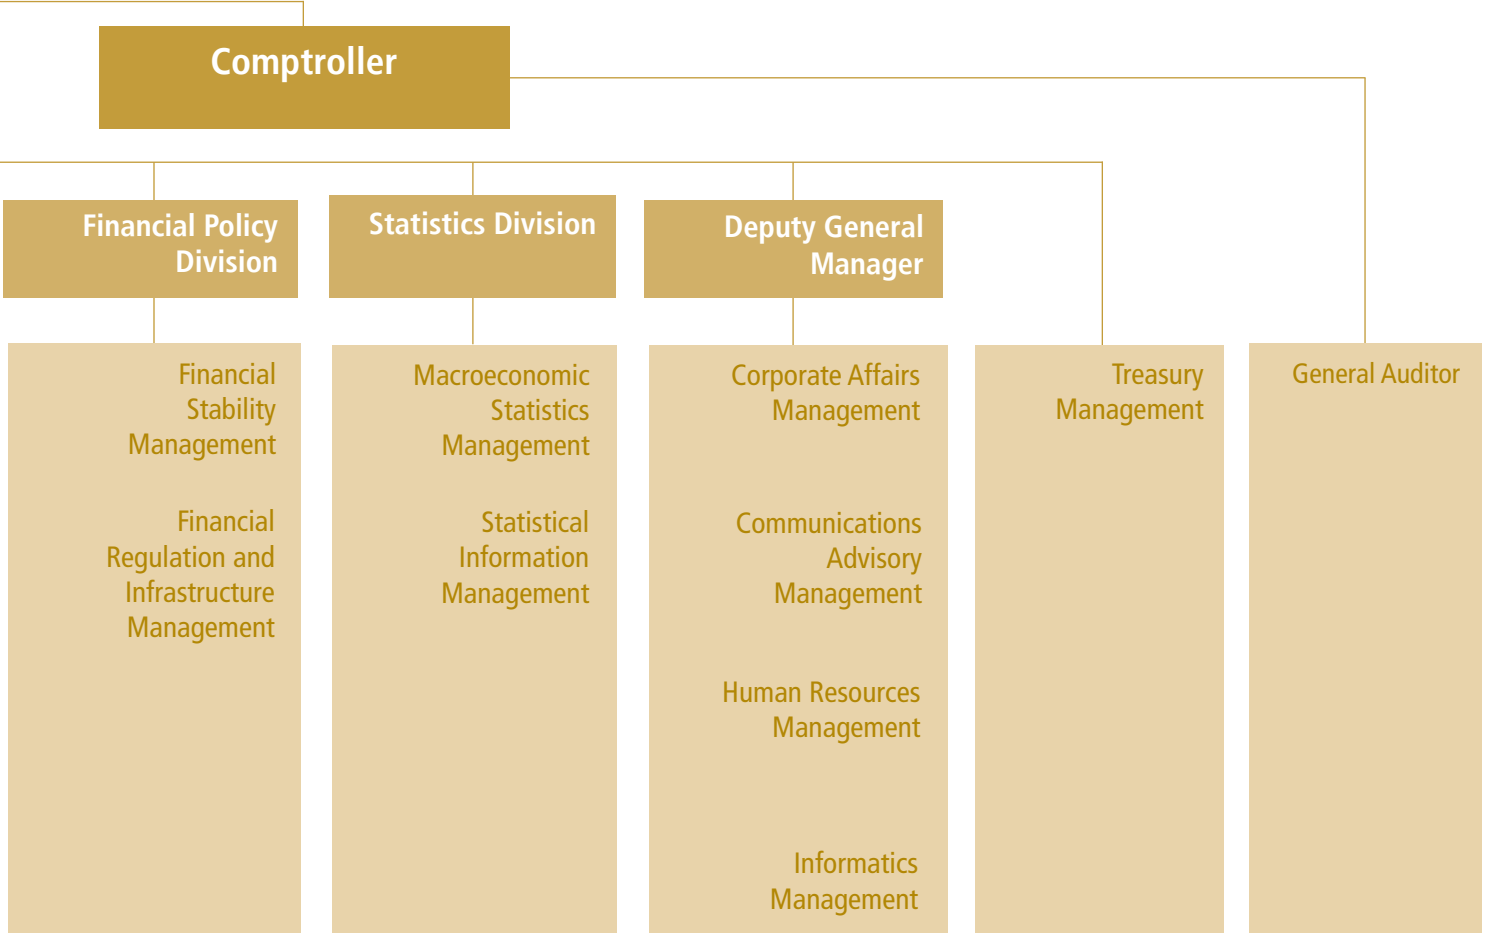 Comptroller
Financial Policy
Division
Statistics Division
Deputy General
Manager
Financial
Stability
Management
Financial
Regulation and
Infrastructure
Management
Macroeconomic
Statistics
Management
Statistical
Information
Management
Corporate Affairs
Management
Communications
Advisory
Management
Human Resources
Management
Informatics
Management
Treasury
Management
General Auditor